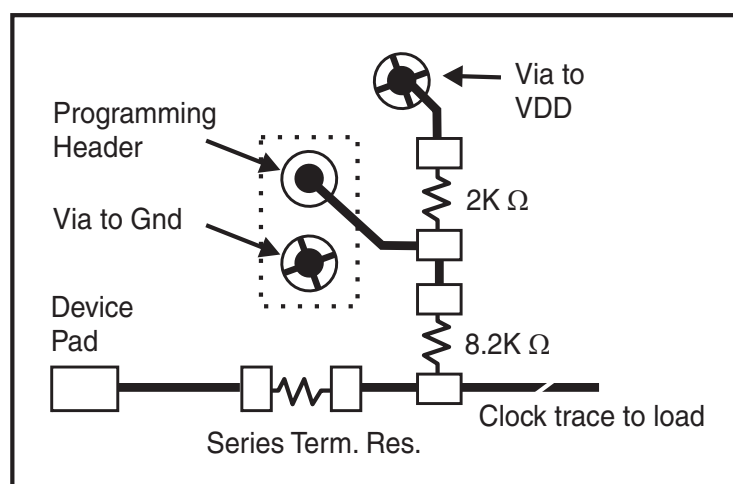 Via to
VDD
Programming
Header
2K Ω
Via to Gnd
Device
Pad
8.2K Ω
Clock trace to load
Series Term. Res.